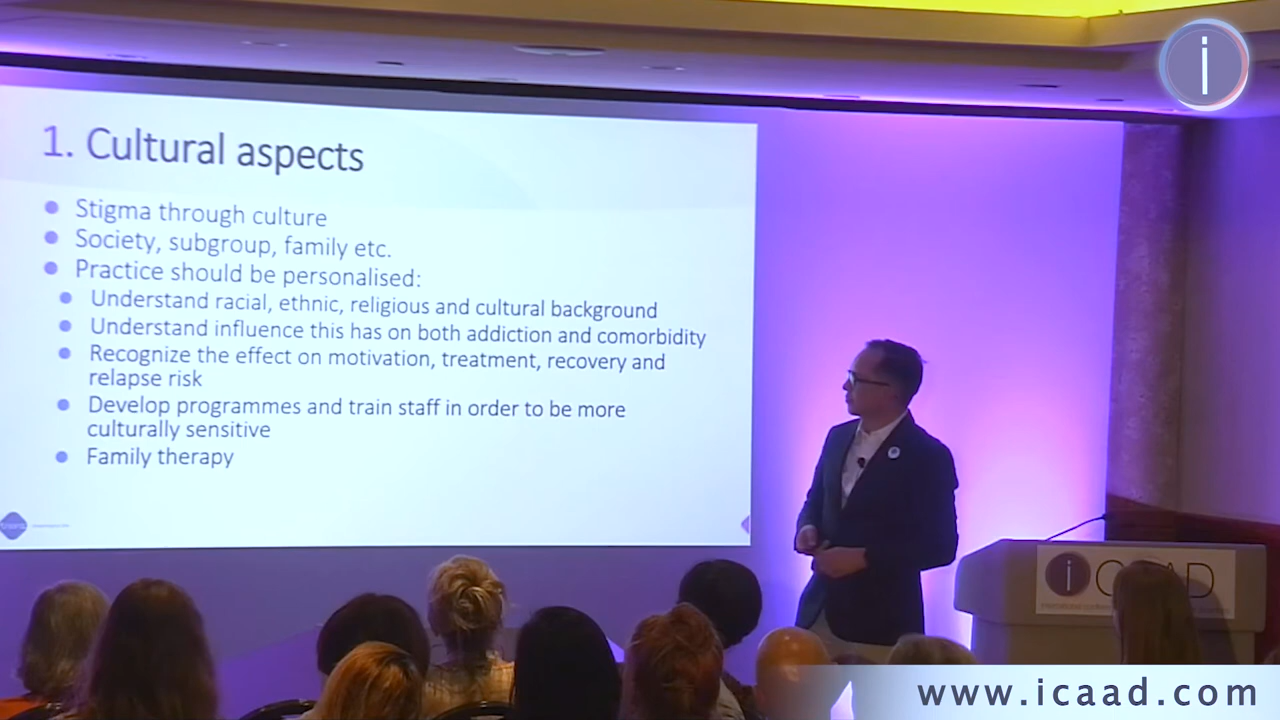 i
1. Cultural aspects
Stigma through culture
Society, subgroup, family etc.
Practice should be personalised:
Understand racial, ethnic, religious and cultural background
Understand influence this has on both addiction and comorbidity
Recognize the effect on motivation, treatment, recovery and
relapse risk
Develop programmes and train staff in order to be more
culturally sensitive
Family therapy
iCAAD
www.icaad.com